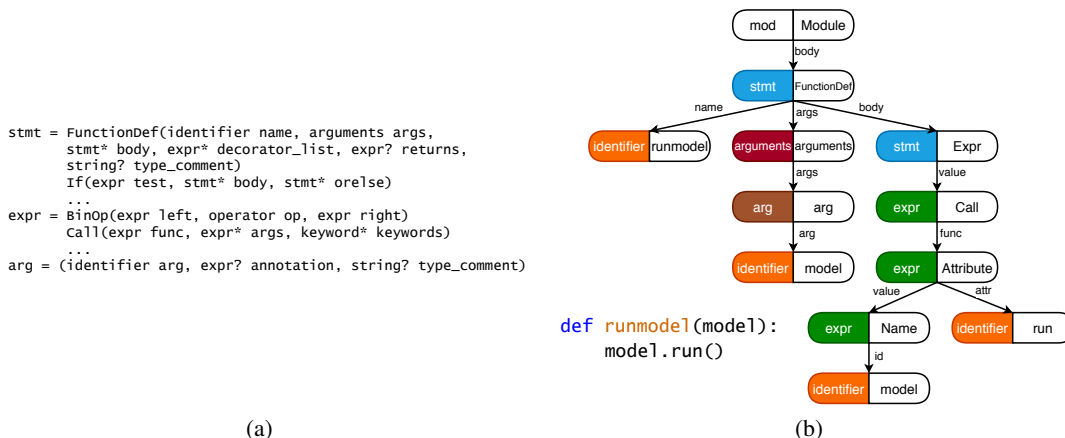 stmt = FunctionDef(identifier name, arguments args,
stmt* body, expr* decorator_list, expr? returns,
string? type_comment)
If(expr test, stmt* body, stmt* orelse)
...
expr = BinOp(expr left, operator op, expr right)
Call(expr func, expr* args, keyword* keywords)
...
arg = (identifier arg, expr? annotation, string? type_comment)
(a)
mod Module
body
stmt FunctionDef
name args body
identifier runmodel arguments arguments stmt Expr
args value
arg arg expr Call
arg func
identifier model expr Attribute
value attr
def runmodel(model):
model.run()
expr Name identifier run
id
identifier model
(b)